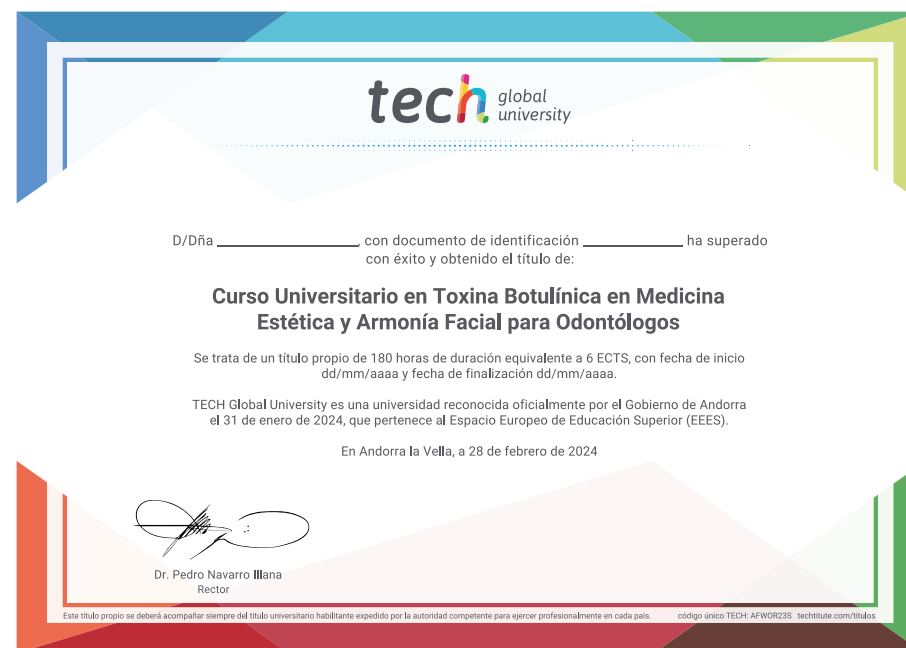 tech global university
D/Dña ______________, con documento de identificación __________ ha superado
con éxito y obtenido el título de:
Curso Universitario en Toxina Botulínica en Medicina
Estética y Armonía Facial para Odontólogos
Se trata de un título propio de 180 horas de duración equivalente a 6 ECTS, con fecha de inicio
dd/mm/aaaa y fecha de finalización dd/mm/aaaa.
TECH Global University es una universidad reconocida oficialmente por el Gobierno de Andorra
el 31 de enero de 2024, que pertenece al Espacio Europeo de Educación Superior (EEES).
En Andorra la Vella, a 28 de febrero de 2024
Dr. Pedro Navarro Illana
Rector
Este título propio se deberá acompañar siempre del título universitario habilitante expedido por la autoridad competente para ejercer profesionalmente en cada país. código único TECH: AFWOR23S techtitute.com/titulos